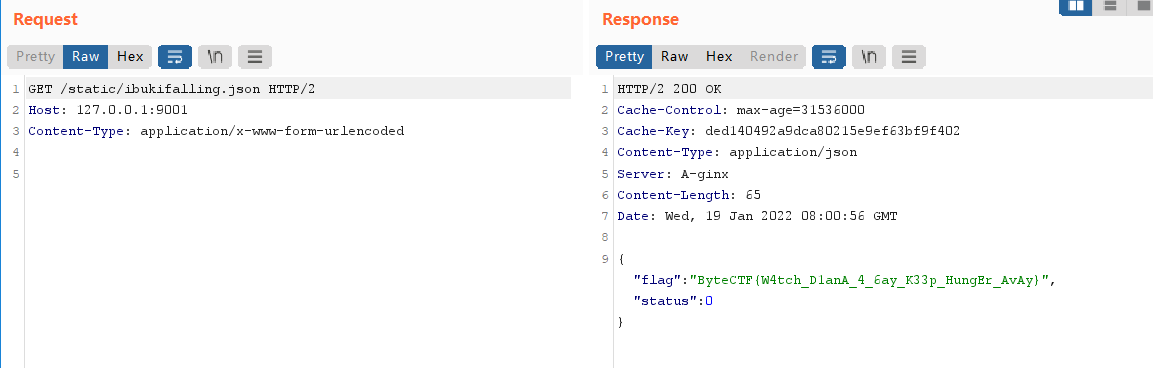 Request
Pretty Raw Hex \n
1 GET /static/ibukifalling.json HTTP/2
2 Host: 127.0.0.1:9001
3 Content-Type: application/x-www-form-urlencoded
4
5
Response
Pretty Raw Hex Render \n
1 HTTP/2 200 OK
2 Cache-Control: max-age=31536000
3 Cache-Key: ded140492a9dca80215e9ef63bf9f402
4 Content-Type: application/json
5 Server: A-ginx
6 Content-Length: 65
7 Date: Wed, 19 Jan 2022 08:00:56 GMT
8
9 {
"flag":"ByteCTF{W4tch_D1anA_4_6ay_K33p_HungEr_AvAy}",
"status":0
}